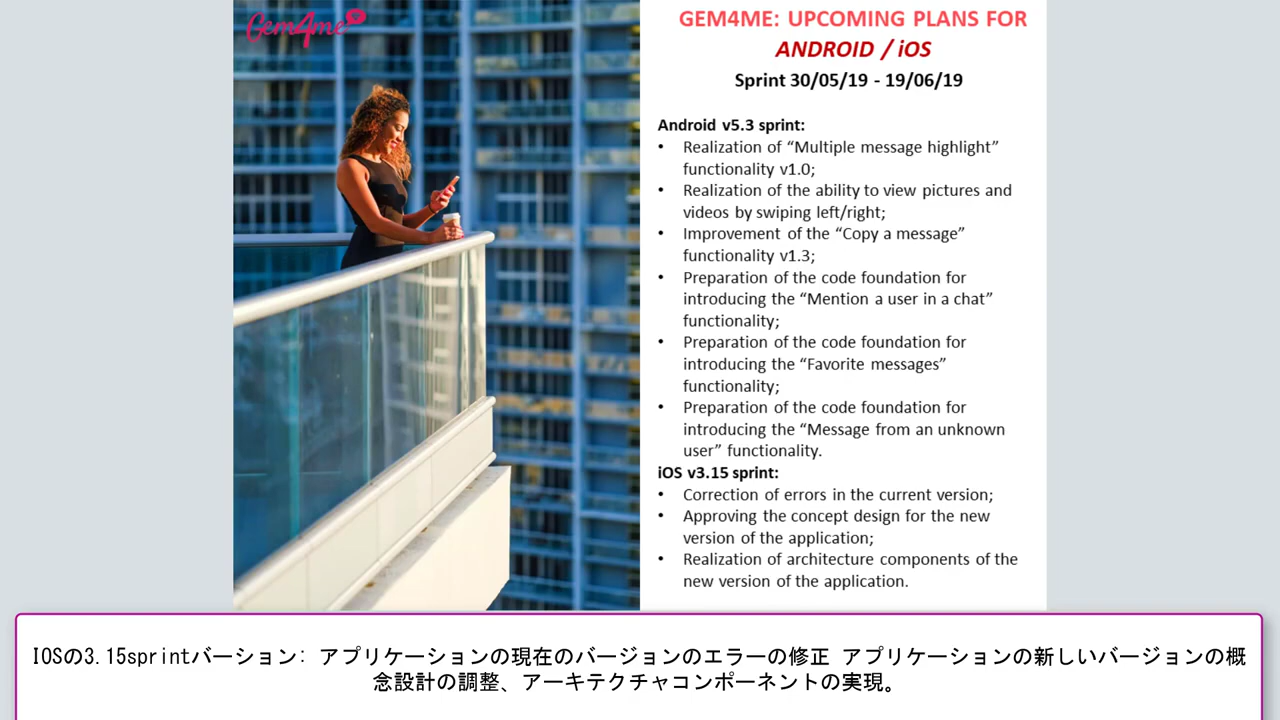 Gem4me
GEM4ME: UPCOMING PLANS FOR
ANDROID / iOS
Sprint 30/05/19 - 19/06/19
Android v5.3 sprint:
• Realization of “Multiple message highlight”
functionality v1.0;
• Realization of the ability to view pictures and
videos by swiping left/right;
• Improvement of the “Copy a message”
functionality v1.3;
• Preparation of the code foundation for
introducing the “Mention a user in a chat”
functionality;
• Preparation of the code foundation for
introducing the “Favorite messages”
functionality;
• Preparation of the code foundation for
introducing the “Message from an unknown
user” functionality.
iOS v3.15 sprint:
• Correction of errors in the current version;
• Approving the concept design for the new
version of the application;
• Realization of architecture components of the
new version of the application.
IOSの3.15sprintバーション: アプリケーションの現在のバージョンのエラーの修正 アプリケーションの新しいバージョンの概
念設計の調整、アーキテクチャコンポーネントの実現。